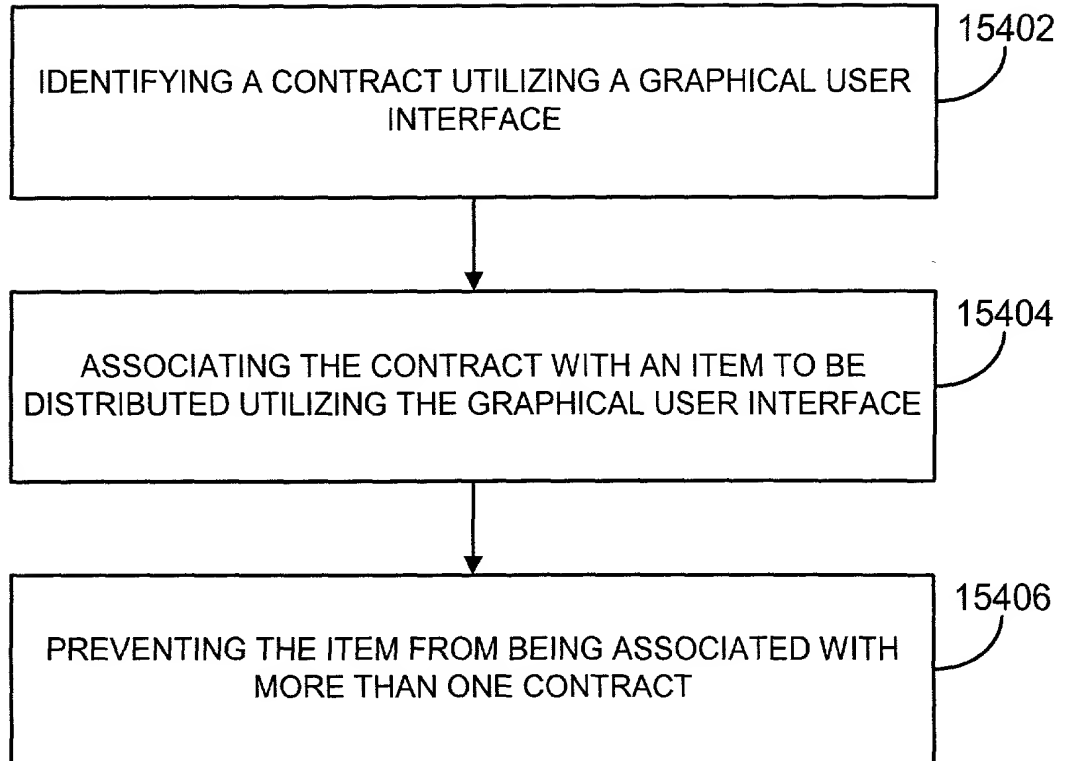 15402
IDENTIFYING A CONTRACT UTILIZING A GRAPHICAL USER
INTERFACE
15404
ASSOCIATING THE CONTRACT WITH AN ITEM TO BE
DISTRIBUTED UTILIZING THE GRAPHICAL USER INTERFACE
15406
PREVENTING THE ITEM FROM BEING ASSOCIATED WITH
MORE THAN ONE CONTRACT